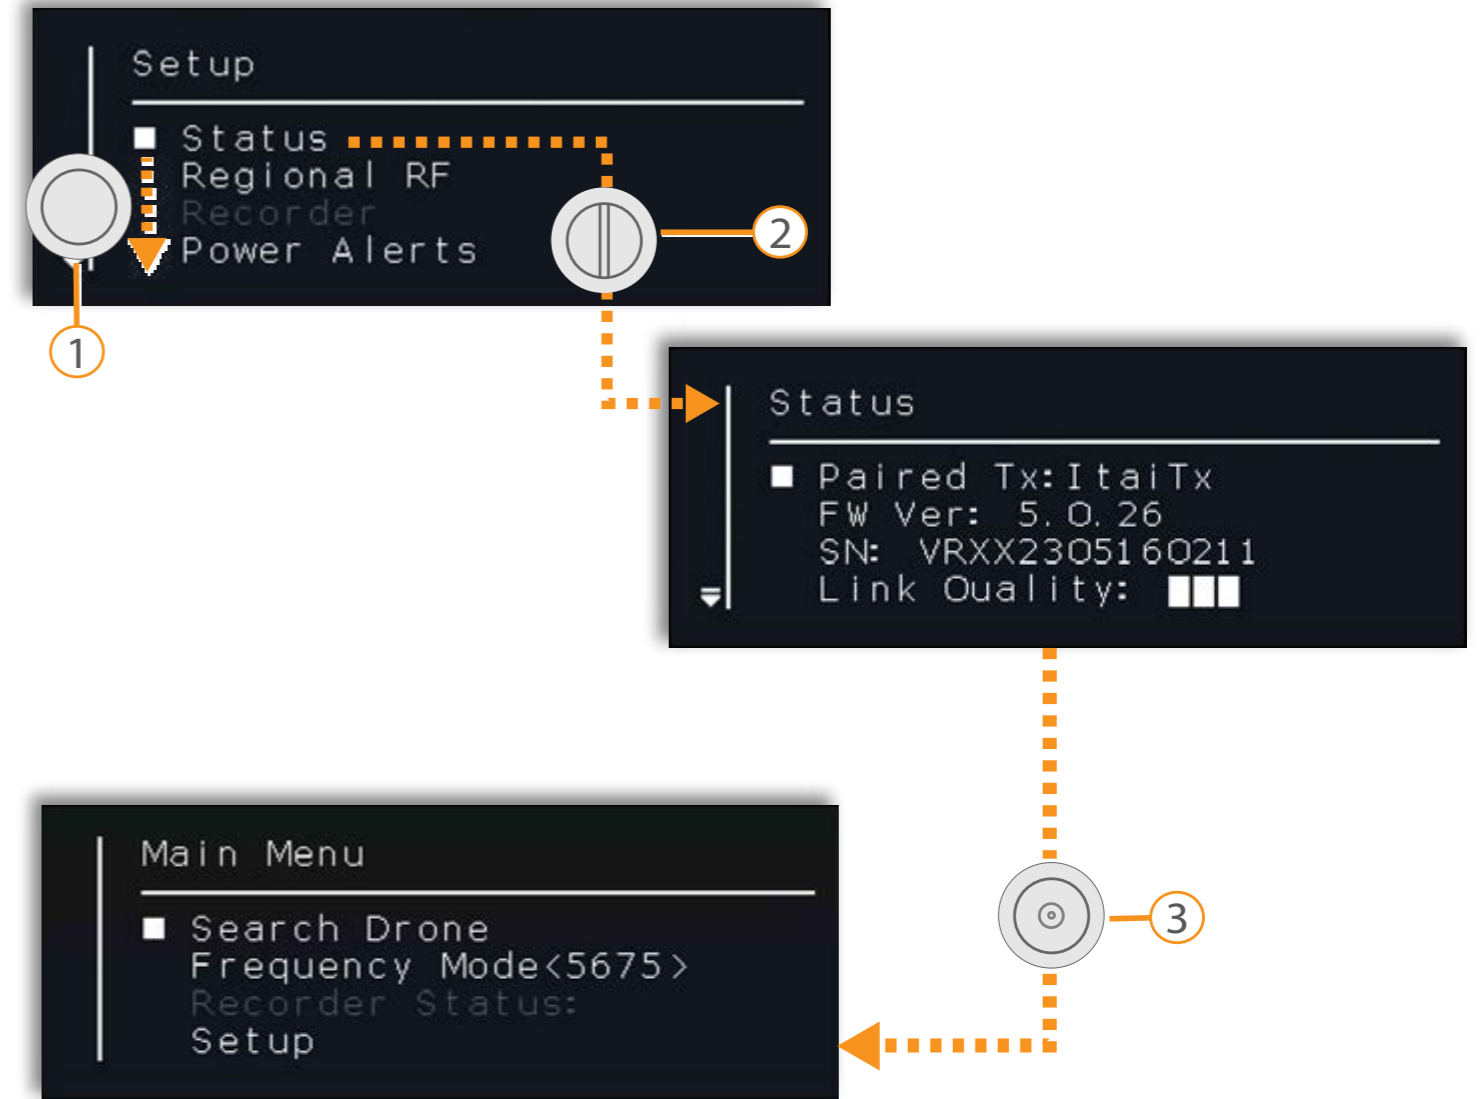 Setup
Status
Regional RF
Recorder
Power Alerts
2
1
Status
Paired Tx:ItaiTx
FW Ver: 5.0.26
SN: VRXX2305160211
Link Quality:
Main Menu
Search Drone
Frequency Mode<5675>
Recorder Status:
Setup
3